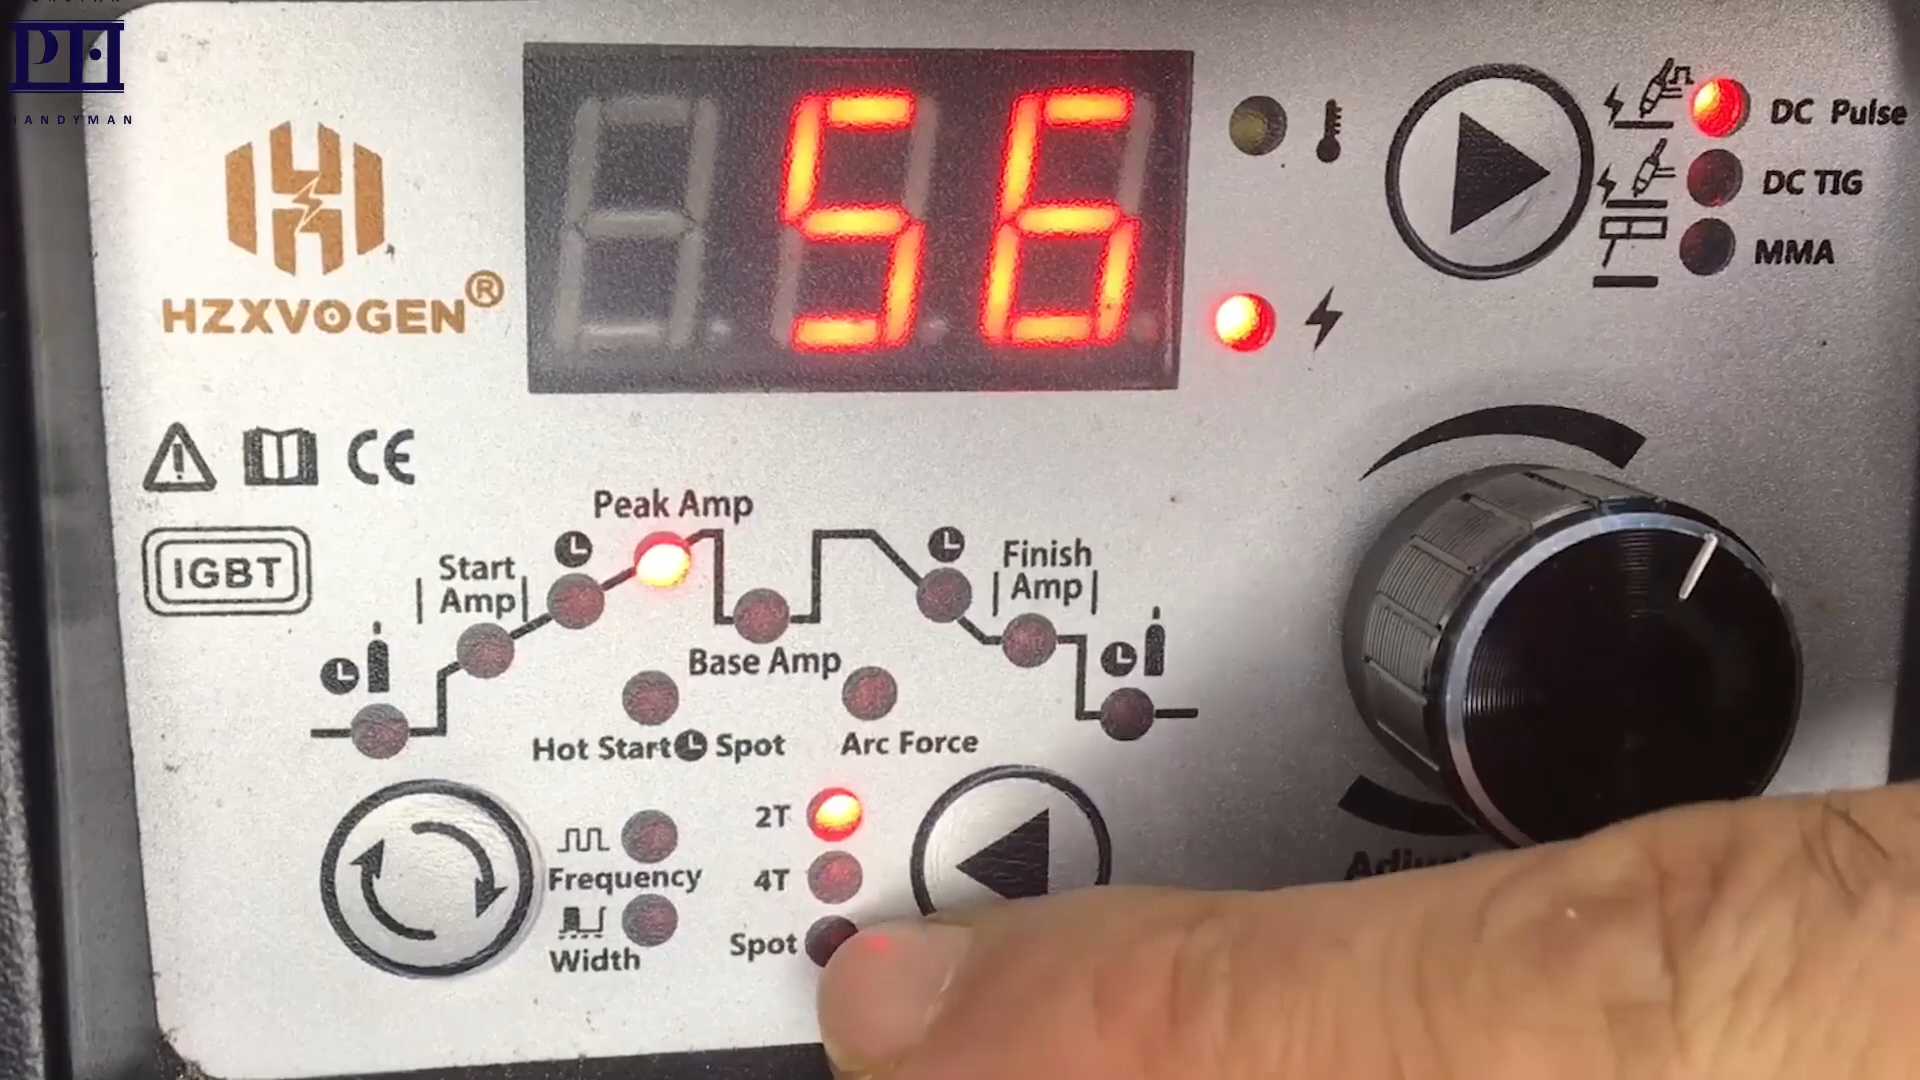 PH
HANDYMAN
HZXVOGEN®
56
DC Pulse
DC TIG
MMA
CE
IGBT
Peak Amp
Start
Amp
Finish
Amp
Base Amp
Hot Start Spot
Arc Force
2T
4T
Spot
Frequency
Width